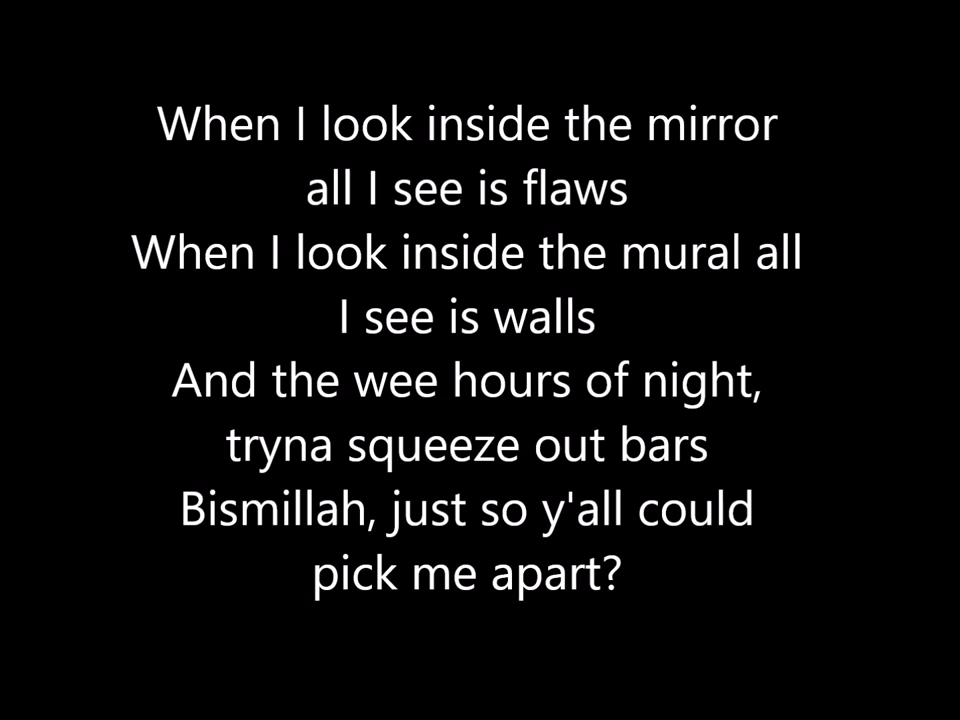 When I look inside the mirror
all I see is flaws
When I look inside the mural all
I see is walls
And the wee hours of night,
tryna squeeze out bars
Bismillah, just so y'all could
pick me apart?